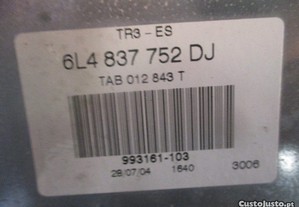 TR3-ES
6L4 837 752 DJ
TAB 012 843 T
993161-103
28.07.04 1640 3006
CustoJusto.pt